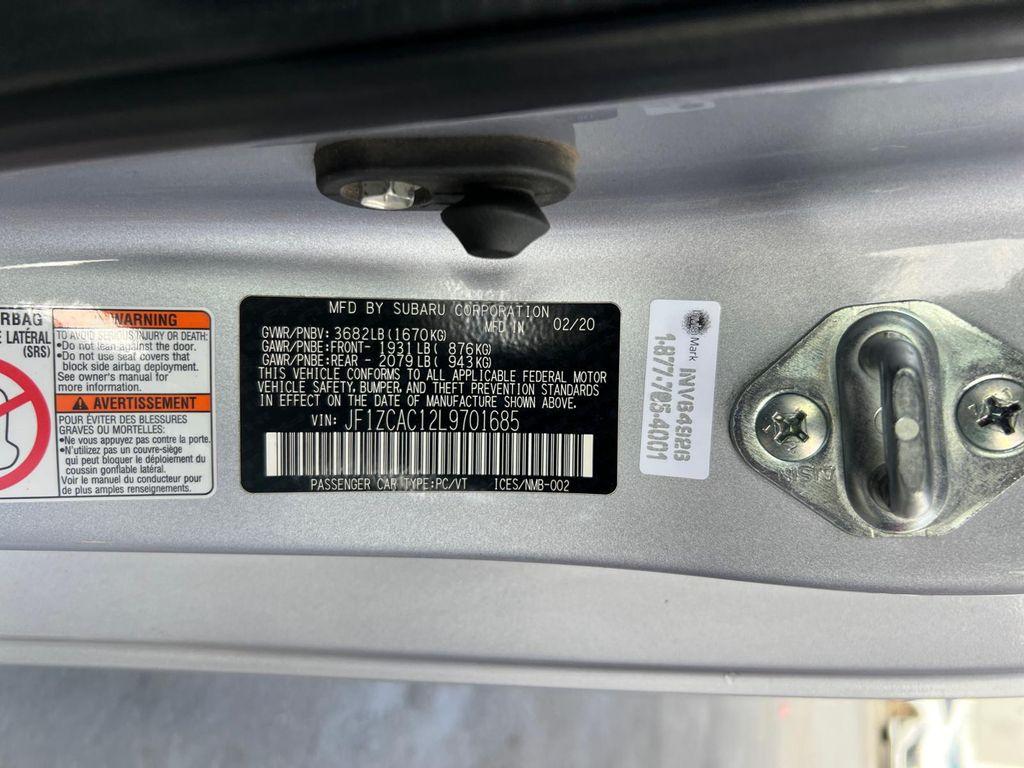 RBAG
E LATÉRAL
(SRS)
WARNING
TO AVOID SERIOUS INJURY OR DEATH:
•Do not lean against the door.
•Do not use seat covers that
block side airbag deployment.
See owner's manual for
more information.
AVERTISSEMENT
POUR ÉVITER DES BLESSURES
GRAVES OU MORTELLES:
•Ne vous appuyez pas contre la porte.
•N'utilisez pas un couvre-siège
qui peut bloquer le déploiement du
coussin gonflable latéral.
Voir le manuel du conducteur pour
de plus amples renseignements.
MFD BY SUBARU CORPORATION
MFD IN 02/20
GVWR/PNBV: 3682LB(1670KG)
GAWR/PNBE:FRONT- 1931LB( 876KG)
GAWR/PNBE:REAR - 2079LB( 943KG)
THIS VEHICLE CONFORMS TO ALL APPLICABLE FEDERAL MOTOR
VEHICLE SAFETY, BUMPER, AND THEFT PREVENTION STANDARDS
IN EFFECT ON THE DATE OF MANUFACTURE SHOWN ABOVE.
VIN: JF1ZCAC12L9701685
PASSENGER CAR TYPE:PC/VT ICES/NMB-002
Mark
1-877-705-4001
AISIN